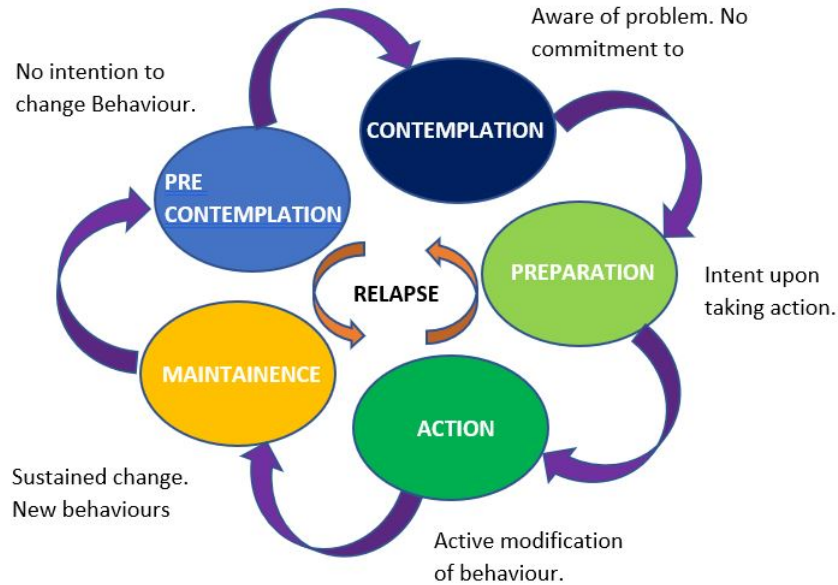 Aware of problem. No
commitment to
No intention to
change Behaviour.
CONTEMPLATION
PRE
CONTEMPLATION
PREPARATION
Intent upon
taking action.
RELAPSE
MAINTAINENCE
ACTION
Sustained change.
New behaviours
Active modification
of behaviour.